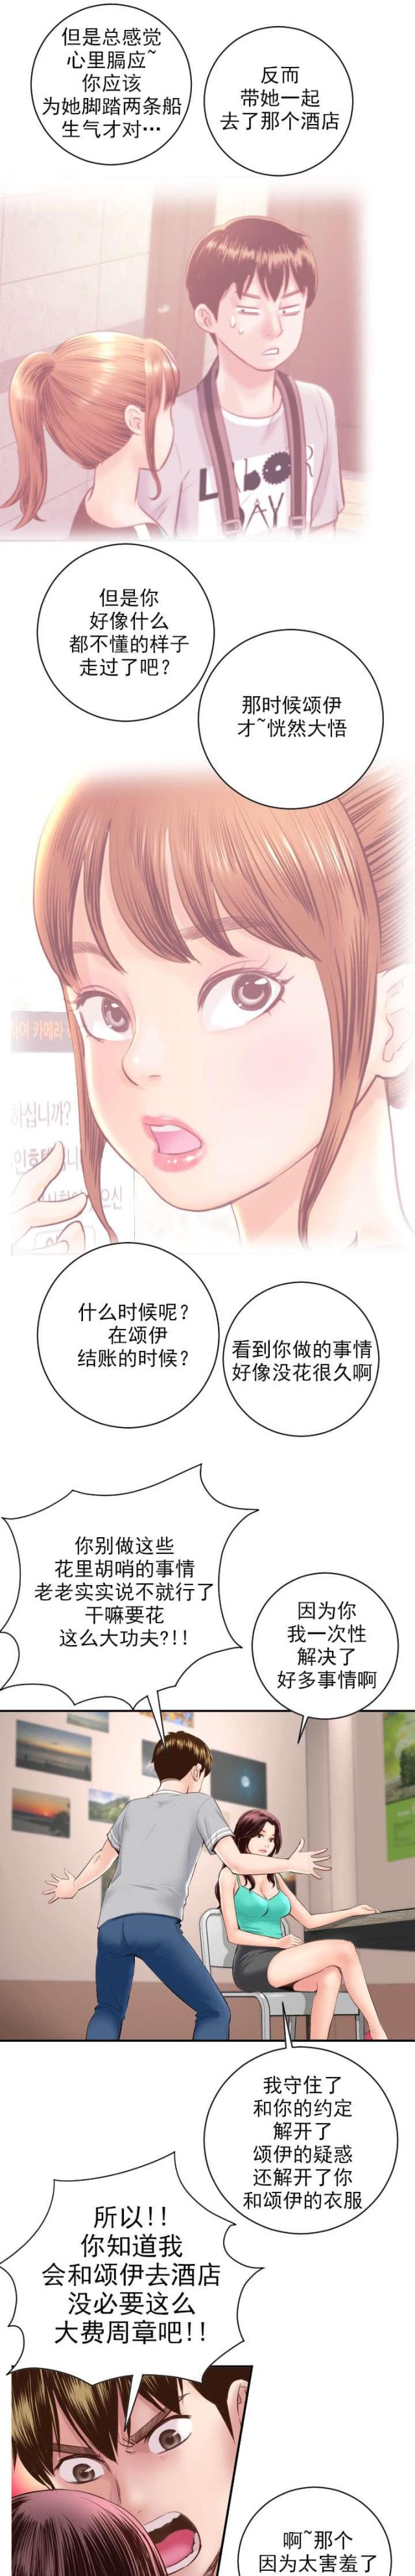 但是总感觉
心里膈应~
你应该
为她脚踏两条船
生气才对…
反而
带她一起
去了那个酒店
LABOR
DAY
但是你
好像什么
都不懂的样子
走过了吧?
那时候颂伊
才~恍然大悟
카메라
하십니까?
什么时候呢?
在颂伊
结账的时候?
看到你做的事情
好像没花很久啊
你别做这些
花里胡哨的事情
老老实实说不就行了
干嘛要花
这么大功夫?!!
因为你
我一次性
解决了
好多事情啊
我守住了
和你的约定
解开了
颂伊的疑惑
还解开了你
和颂伊的衣服
所以!!
你知道我
会和颂伊去酒店
没必要这么
大费周章吧!!
啊~那个
因为太害羞了